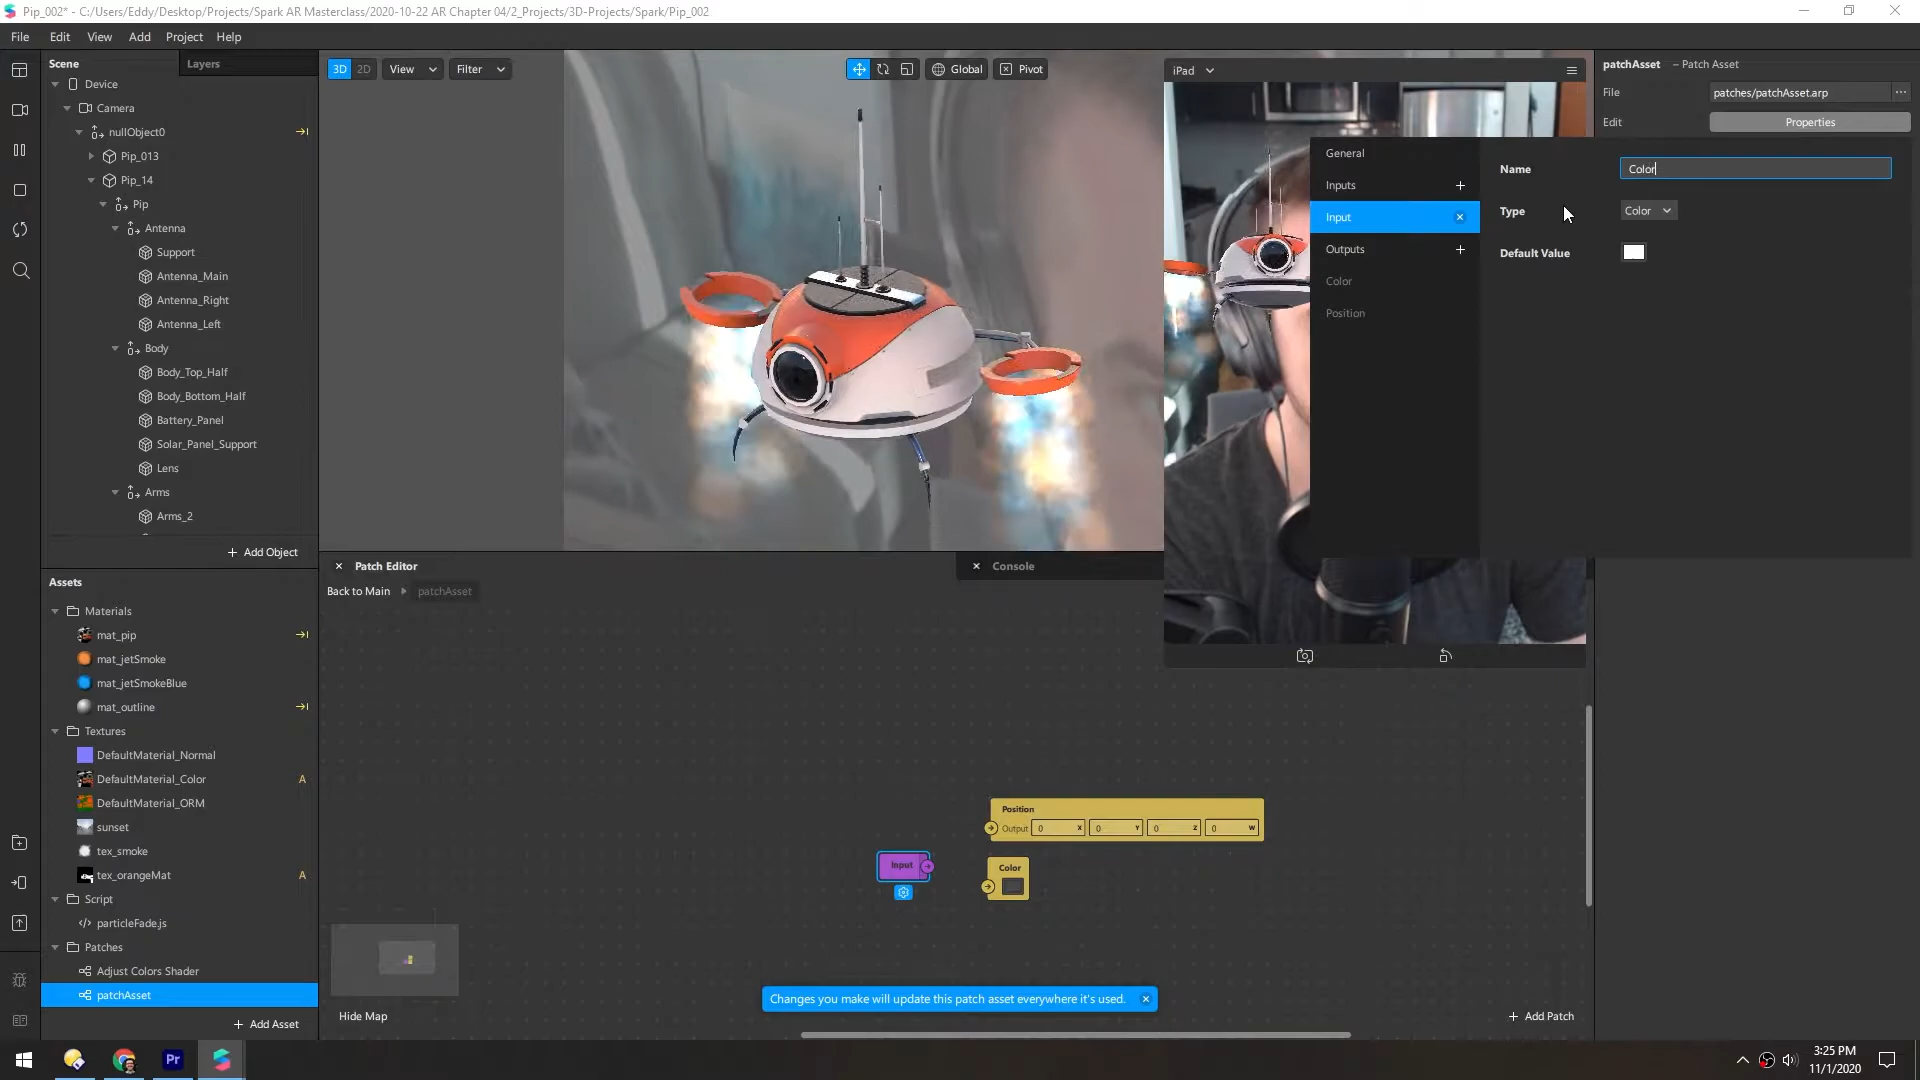 Pip_002* - C:/Users/Eddy/Desktop/Projects/Spark AR Masterclass/2020-10-22 AR Chapter 04/2_Projects/3D-Projects/Spark/Pip_002
File Edit View Add Project Help
Scene
Layers
Device
Camera
nullObject0
Pip_013
Pip_14
Pip
Antenna
Support
Antenna_Main
Antenna_Right
Antenna_Left
Body
Body_Top_Half
Body_Bottom_Half
Battery_Panel
Solar_Panel_Support
Lens
Arms
Arms_2
+ Add Object
Assets
Materials
mat_pip
mat_jetSmoke
mat_jetSmokeBlue
mat_outline
Textures
DefaultMaterial_Normal
DefaultMaterial_Color A
DefaultMaterial_ORM
sunset
tex_smoke
tex_orangeMat A
Script
particleFade.js
Patches
Adjust Colors Shader
patchAsset
+ Add Asset
3D 2D View Filter
Global Pivot
iPad
patchAsset – Patch Asset
File patches/patchAsset.arp ...
Edit Properties
General
Inputs +
Input
Outputs +
Color
Position
Name Color
Type Color
Default Value
Patch Editor
Console
Back to Main patchAsset
Position
Output 0 X 0 Y 0 Z 0 W
Input
Color
Changes you make will update this patch asset everywhere it's used.
Hide Map
+ Add Patch
Pr
3:25 PM
11/1/2020